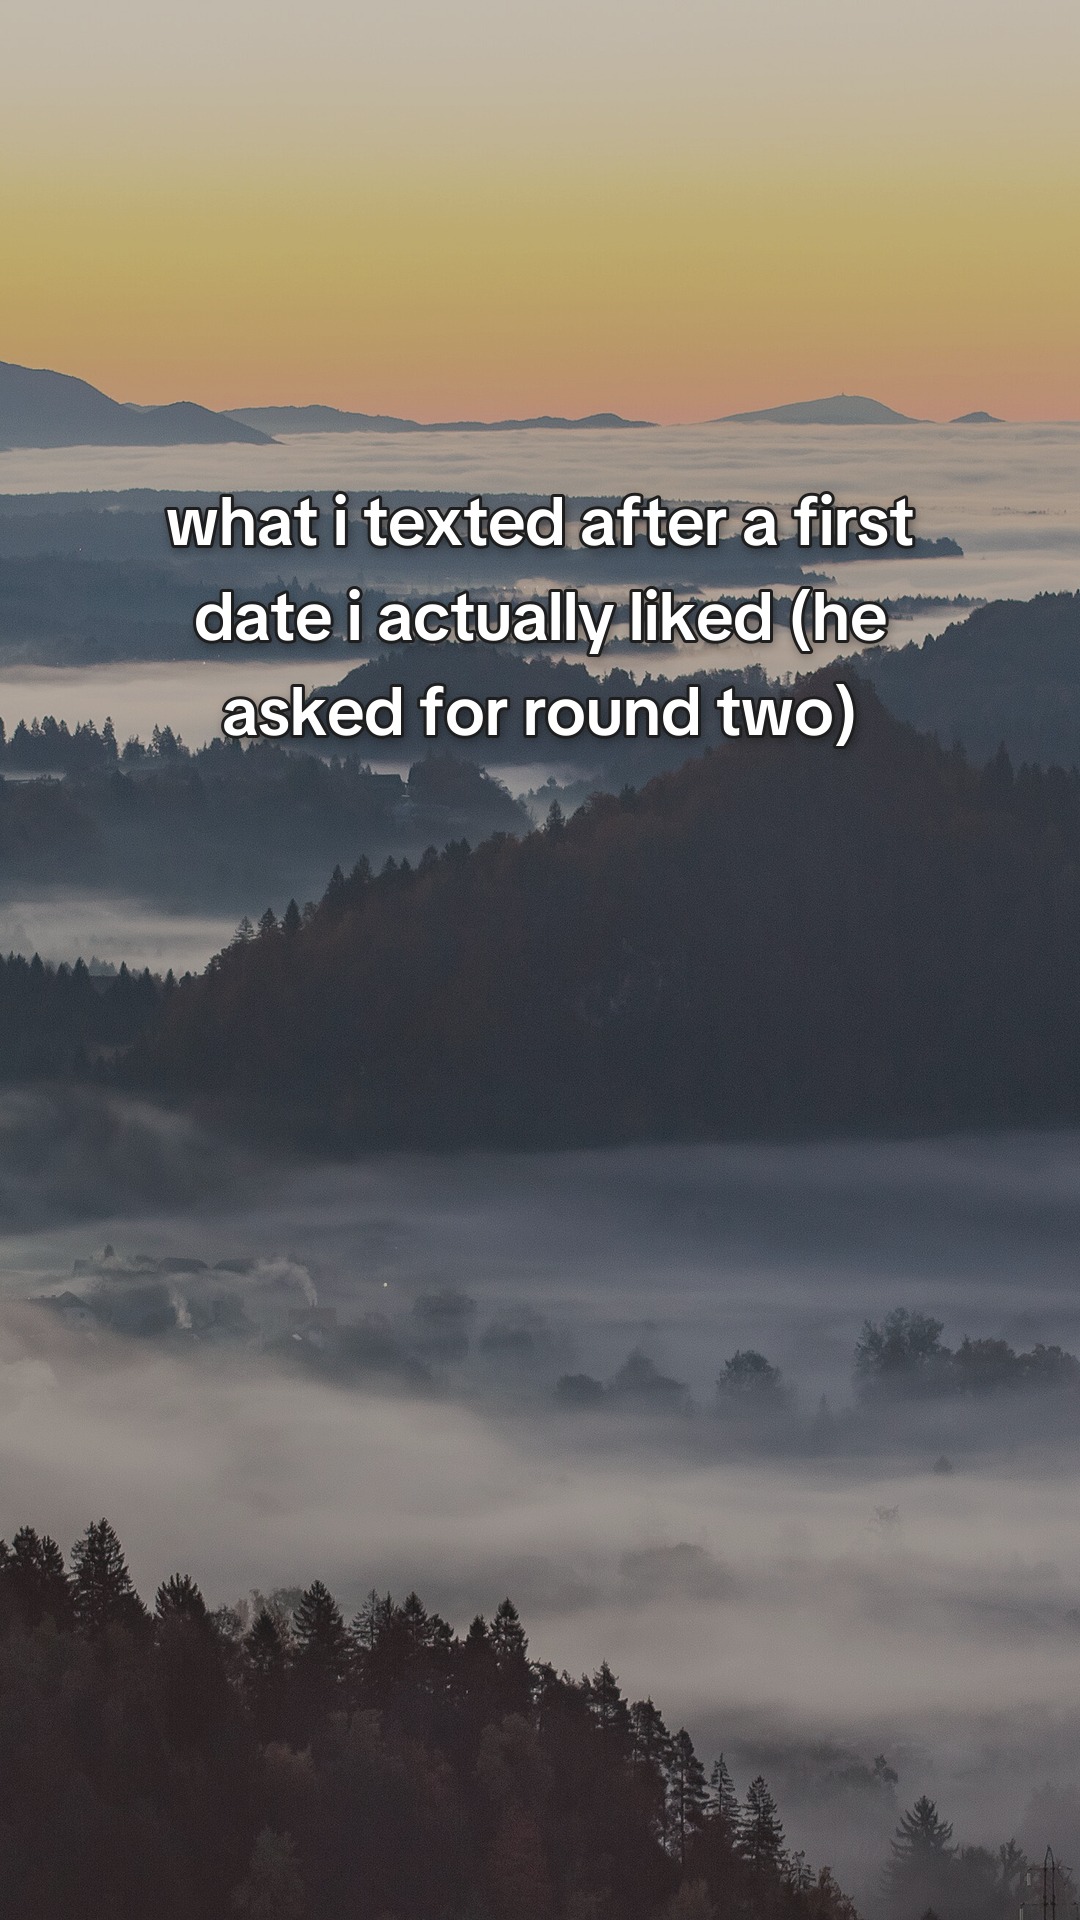 what i texted after a first
date i actually liked (he
asked for round two)